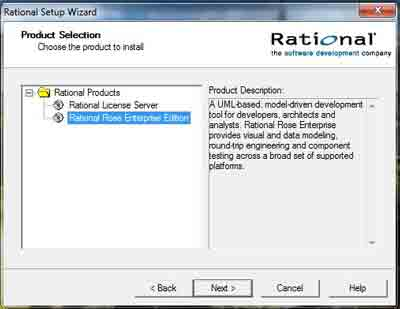 Rational Setup Wizard
Product Selection
Choose the product to install
Rational
the software development company
Rational Products
Rational License Server
Rational Rose Enterprise Edition
Product Description:
A UML-based, model-driven development
tool for developers, architects and
analysts. Rational Rose Enterprise
provides visual and data modeling,
round-trip engineering and component
testing across a broad set of supported
platforms.
< Back
Next >
Cancel
Help